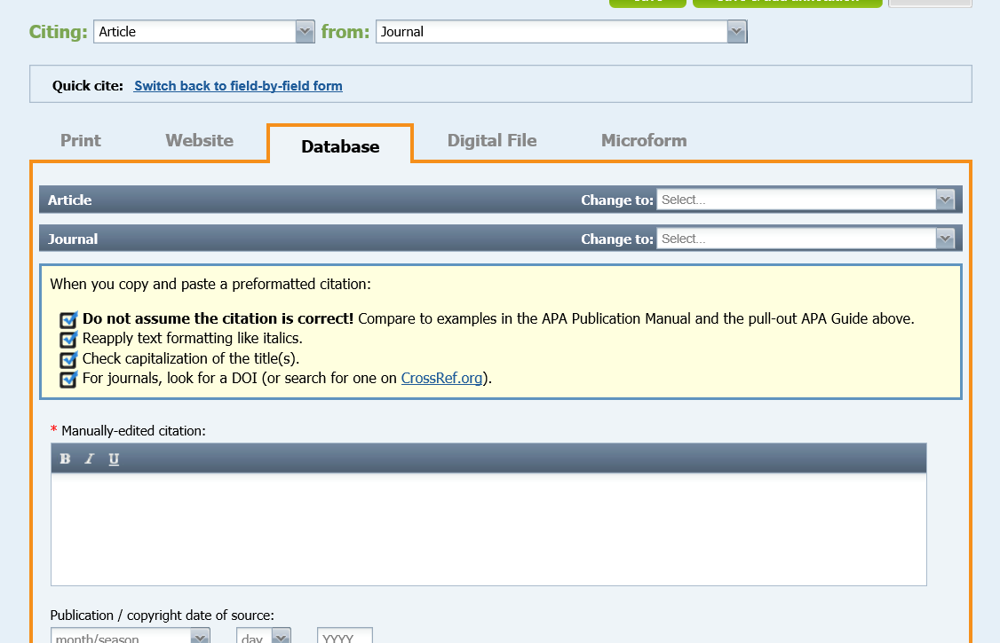 Citing: Article from: Journal
Quick cite: Switch back to field-by-field form
Print Website Database Digital File Microform
Article Change to: Select...
Journal Change to: Select...
When you copy and paste a preformatted citation:
Do not assume the citation is correct! Compare to examples in the APA Publication Manual and the pull-out APA Guide above.
Reapply text formatting like italics.
Check capitalization of the title(s).
For journals, look for a DOI (or search for one on CrossRef.org).
* Manually-edited citation:
B I U
Publication / copyright date of source:
month/season day YYYY